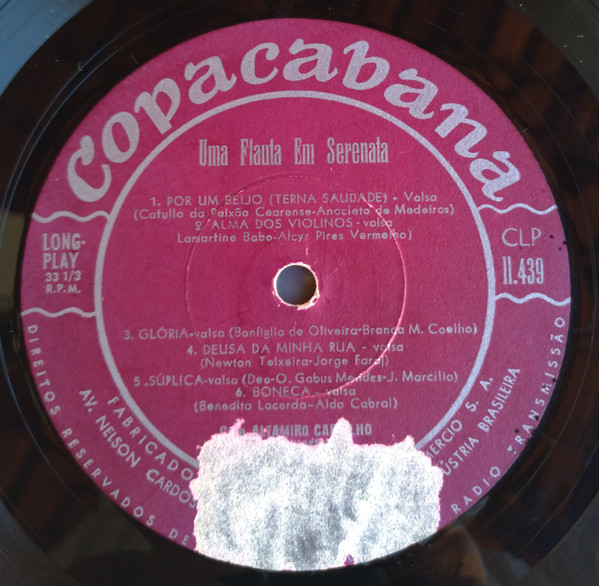 Copacabana
Uma Flauta Em Serenata
1. POR UM BEIJO (TERNA SAUDADE) - Valsa
(Catullo da Paixão Cearense-Anacleto de Medeiros)
2. ALMA DOS VIOLINOS - valsa
Lamartine Babo-Alcyr Pires Vermelho)
LONG-
PLAY
33 1/3
R.P.M.
CLP
11.439
3. GLÓRIA-valsa (Bonfiglio de Oliveira-Branca M. Coelho)
4. DEUSA DA MINHA RUA - valsa
(Newton Teixeira-Jorge Faraj)
5. SÚPLICA-valsa (Deo-O. Gabus Mendes-J. Marcilio)
6. BONECA - valsa
(Benedito Lacerda-Aldo Cabral)
ALTAMIRO
FABRICADO
AV. NELSON
MERCIO S. A.
ÚSTRIA BRASILEIRA
DIREITOS RESERVADOS DE
RADIO TRANSMISSÃO